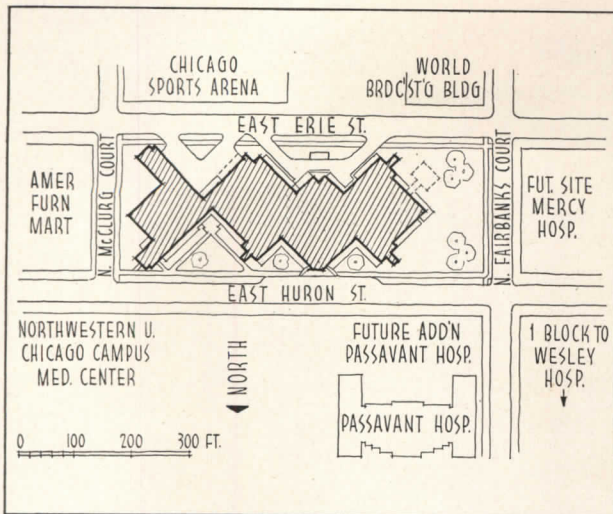 CHICAGO
SPORTS ARENA
WORLD
BRDC'ST'G BLDG
EAST ERIE ST.
AMER
FURN
MART
N. McCLURG COURT
N. FAIRBANKS COURT
FUT. SITE
MERCY
HOSP.
EAST HURON ST.
NORTHWESTERN U.
CHICAGO CAMPUS
MED. CENTER
NORTH
FUTURE ADD'N
PASSAVANT HOSP.
1 BLOCK TO
WESLEY
HOSP.
PASSAVANT HOSP.
0 100 200 300 FT.